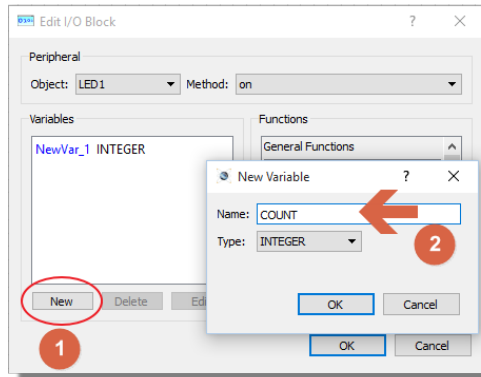 Edit I/O Block
Peripheral
Object: LED1 Method: on
Variables
NewVar_1 INTEGER
Functions
General Functions
New Variable
Name: COUNT
Type: INTEGER
2
OK Cancel
New Delete Edi
1
OK Cancel